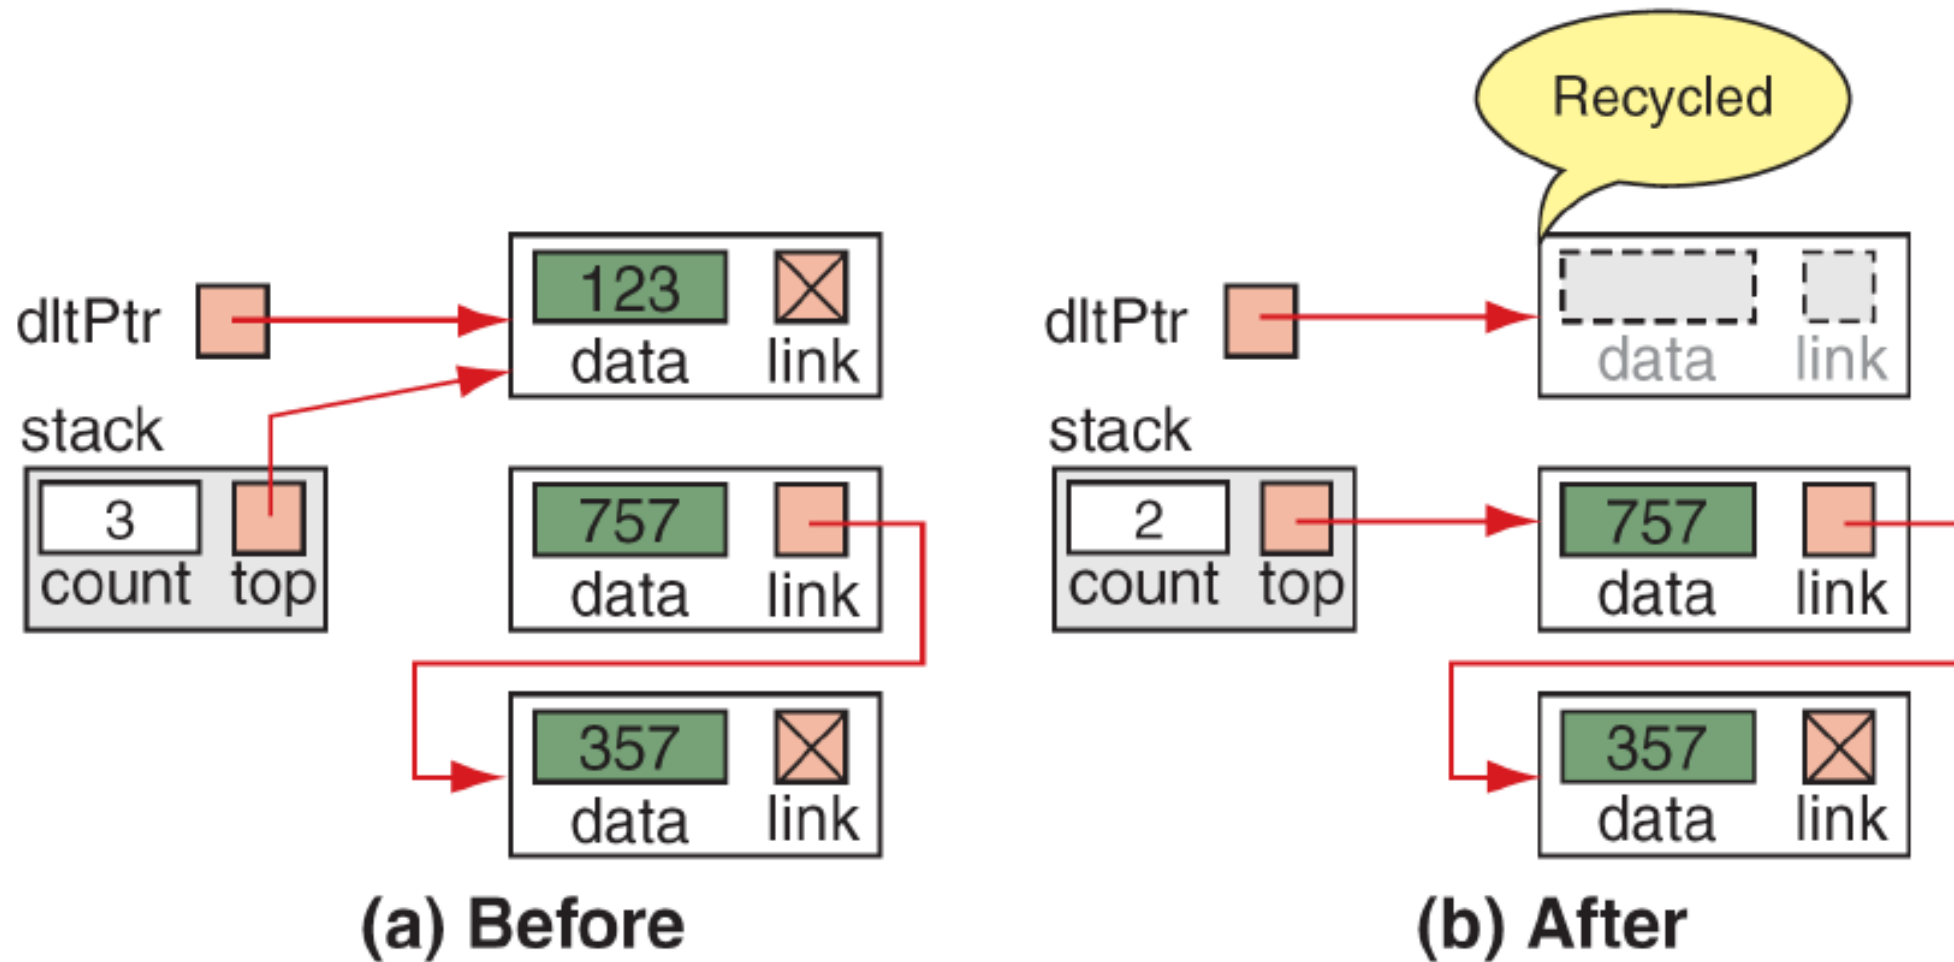 Recycled
123
dltPtr
data link
stack
3
757
count top
data link
357
data link
(a) Before
dltPtr
data link
stack
2
757
count top
data link
357
data link
(b) After